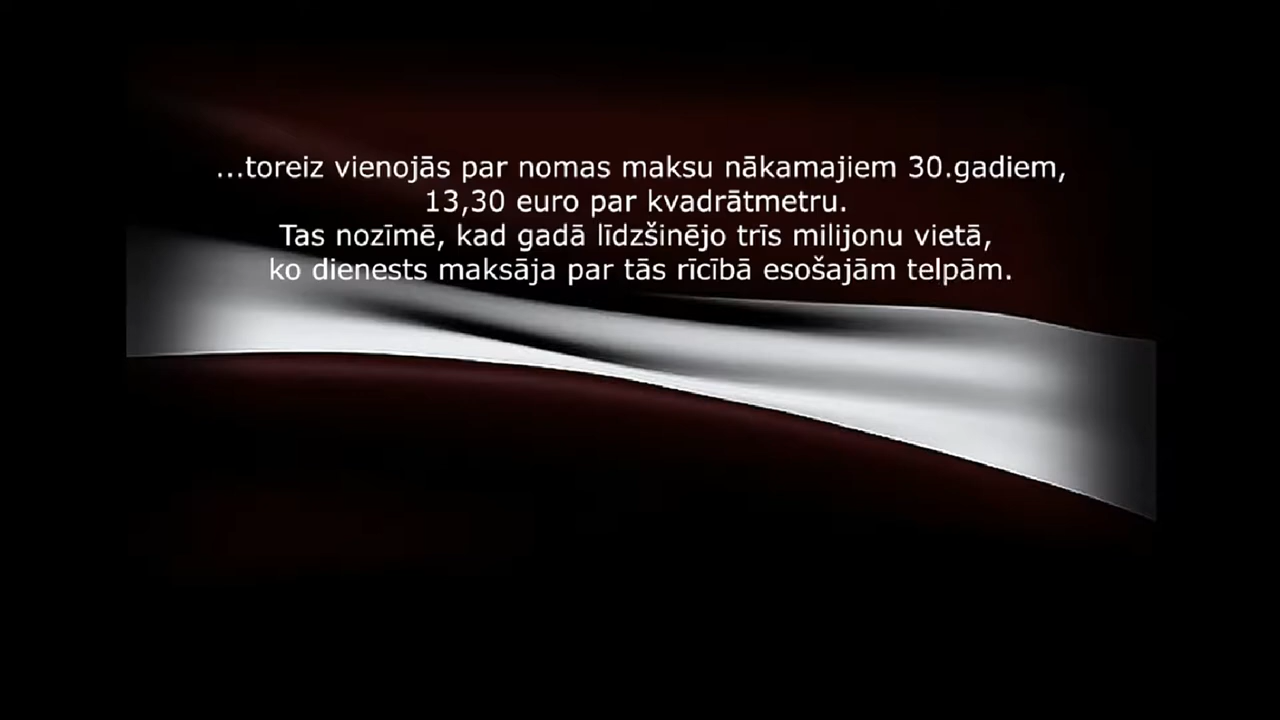 ...toreiz vienojās par nomas maksu nākamajiem 30.gadiem,
13,30 euro par kvadrātmetru.
Tas nozīmē, kad gadā līdzšinējo trīs milijonu vietā,
ko dienests maksāja par tās rīcībā esošajām telpām.